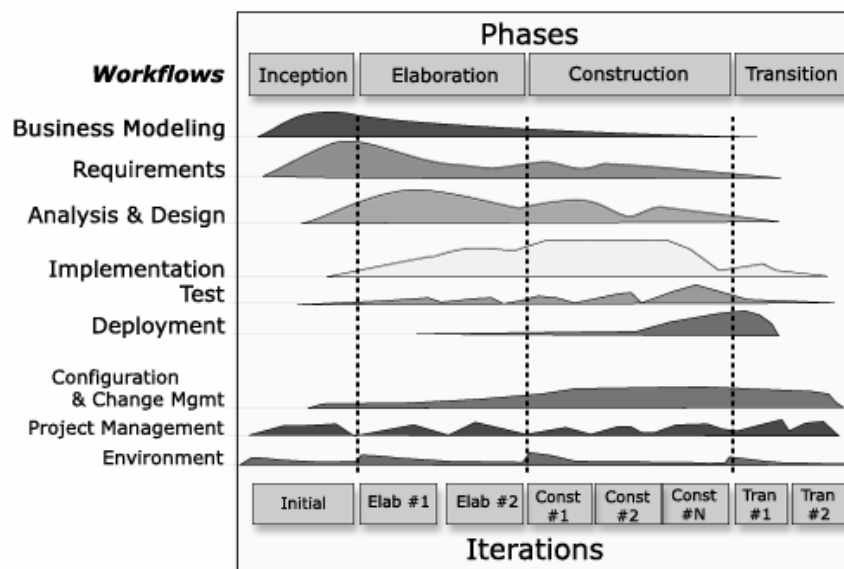 Phases
Workflows
Inception
Elaboration
Construction
Transition
Business Modeling
Requirements
Analysis & Design
Implementation
Test
Deployment
Configuration
& Change Mgmt
Project Management
Environment
Initial
Elab #1
Elab #2
Const
#1
Const
#2
Const
#N
Tran
#1
Tran
#2
Iterations